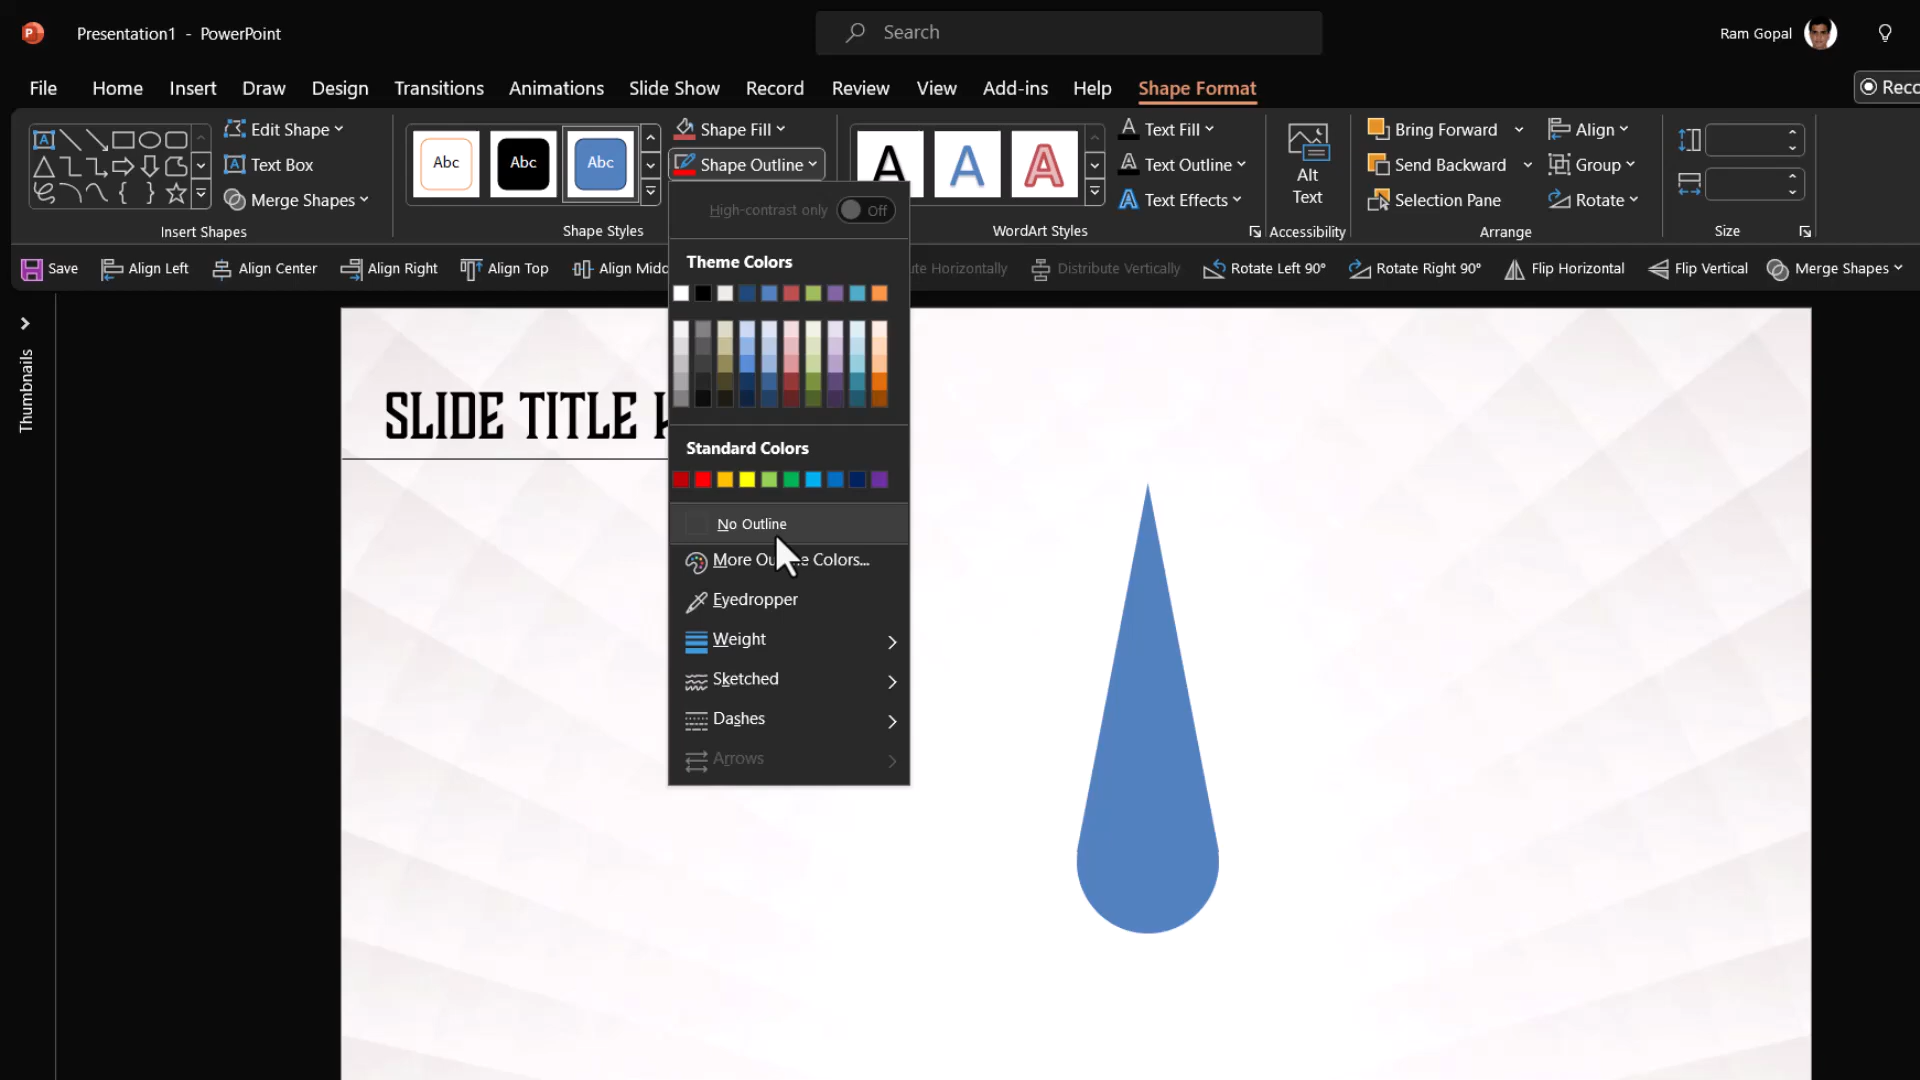 Presentation1 - PowerPoint
Search
Ram Gopal
File Home Insert Draw Design Transitions Animations Slide Show Record Review View Add-ins Help Shape Format
Reco
Edit Shape
Text Box
Merge Shapes
Insert Shapes
Abc Abc Abc
Shape Styles
Shape Fill
Shape Outline
A A A
WordArt Styles
Text Fill
Text Outline
Text Effects
Alt
Text
Accessibility
Bring Forward
Send Backward
Selection Pane
Align
Group
Rotate
Arrange
Size
Save Align Left Align Center Align Right Align Top Align Midd
ute Horizontally Distribute Vertically Rotate Left 90° Rotate Right 90° Flip Horizontal Flip Vertical Merge Shapes
High-contrast only Off
Theme Colors
Standard Colors
No Outline
More Ou e Colors...
Eyedropper
Weight
Sketched
Dashes
Arrows
Thumbnails
SLIDE TITLE